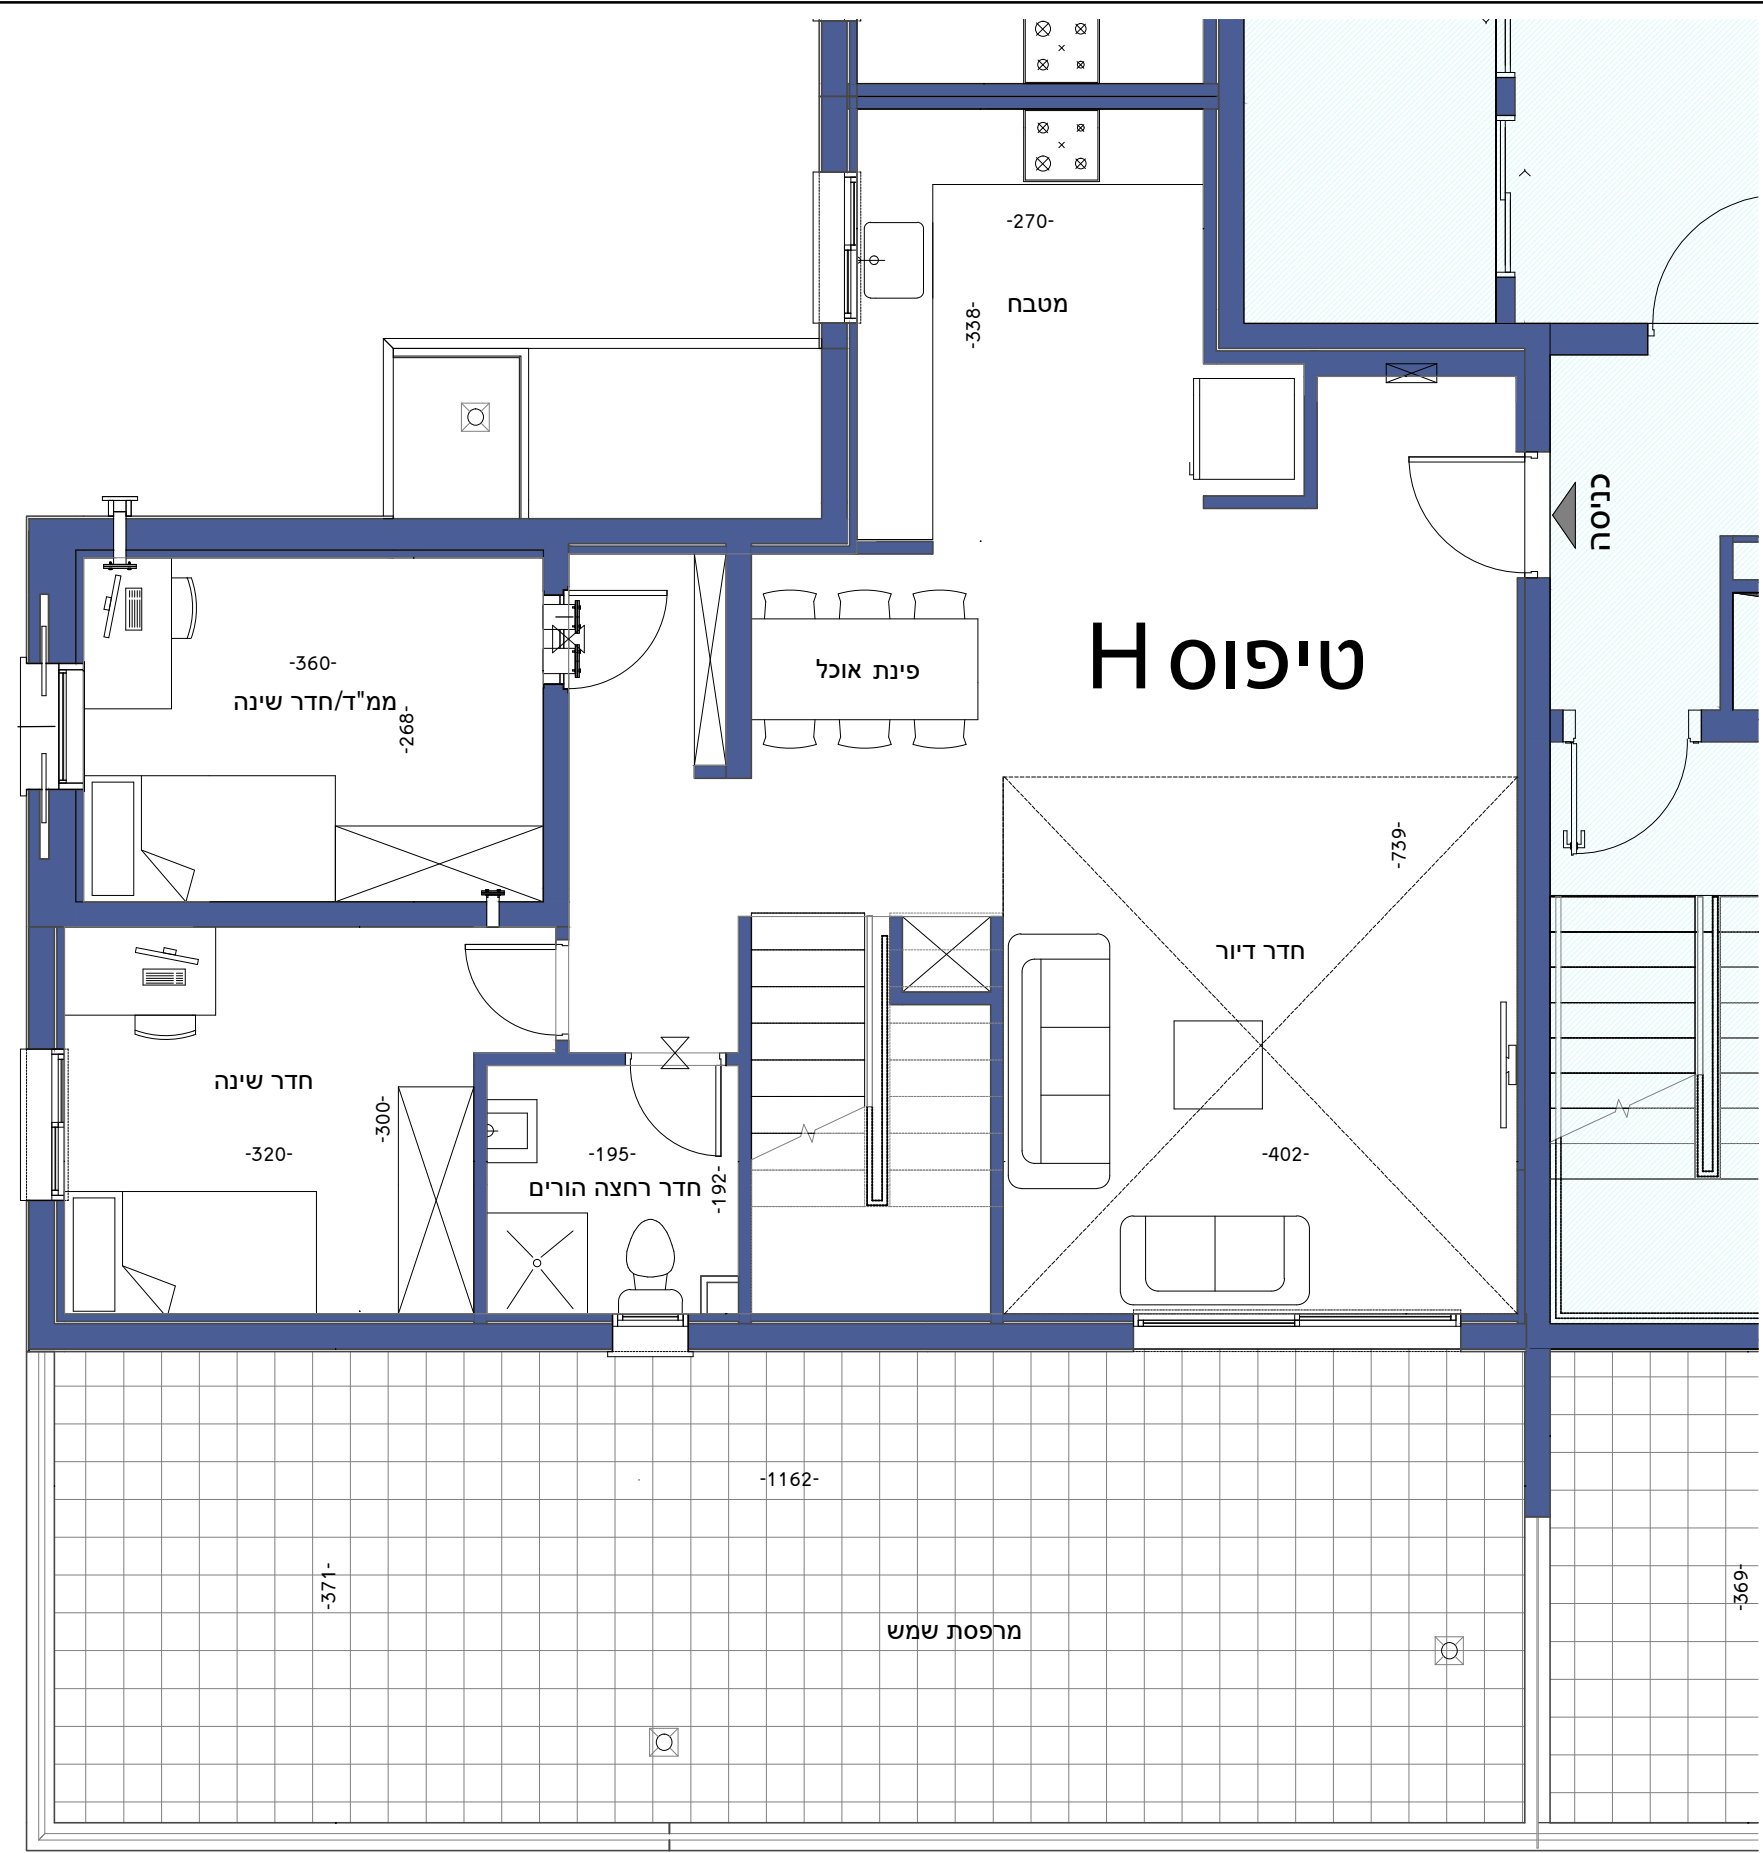 -270-
מטבח
-338-
כניסה
טיפוס H
-360-
ממ"ד/חדר שינה
-268-
פינת אוכל
-739-
חדר דיור
-402-
חדר שינה
-300-
-320-
-195-
חדר רחצה הורים
-192-
-1162-
-371-
מרפסת שמש
-369-